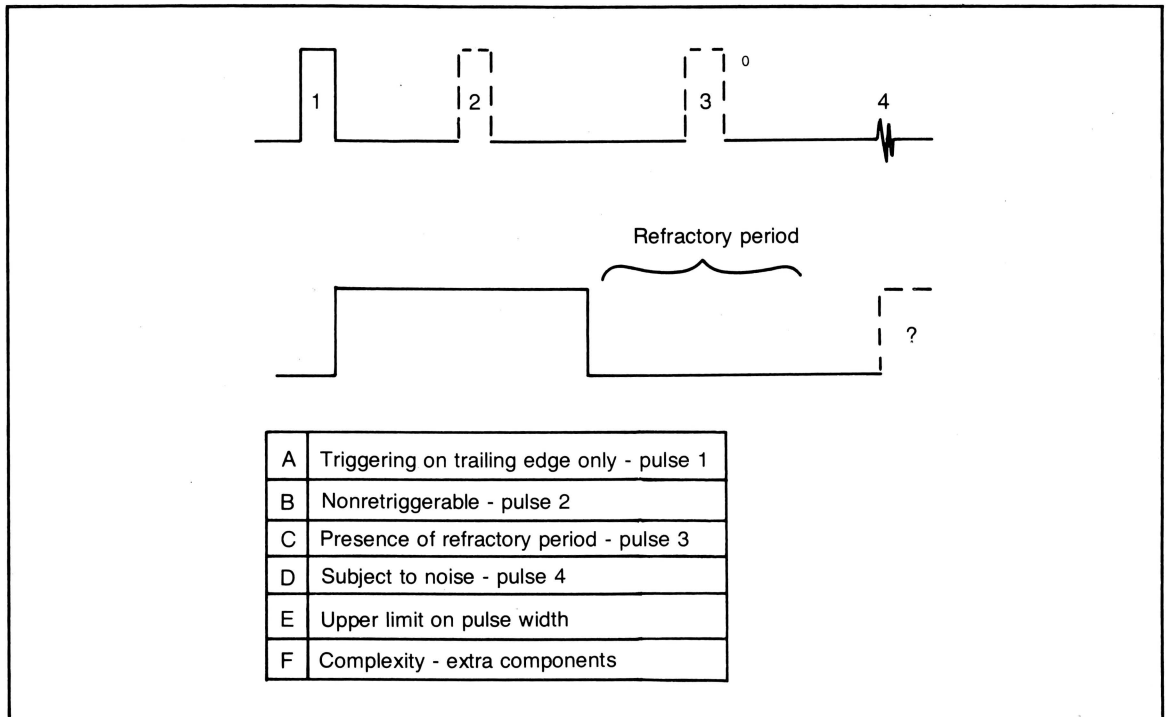 1
2
3
0
4
Refractory period
?
A Triggering on trailing edge only - pulse 1
B Nonretriggerable - pulse 2
C Presence of refractory period - pulse 3
D Subject to noise - pulse 4
E Upper limit on pulse width
F Complexity - extra components